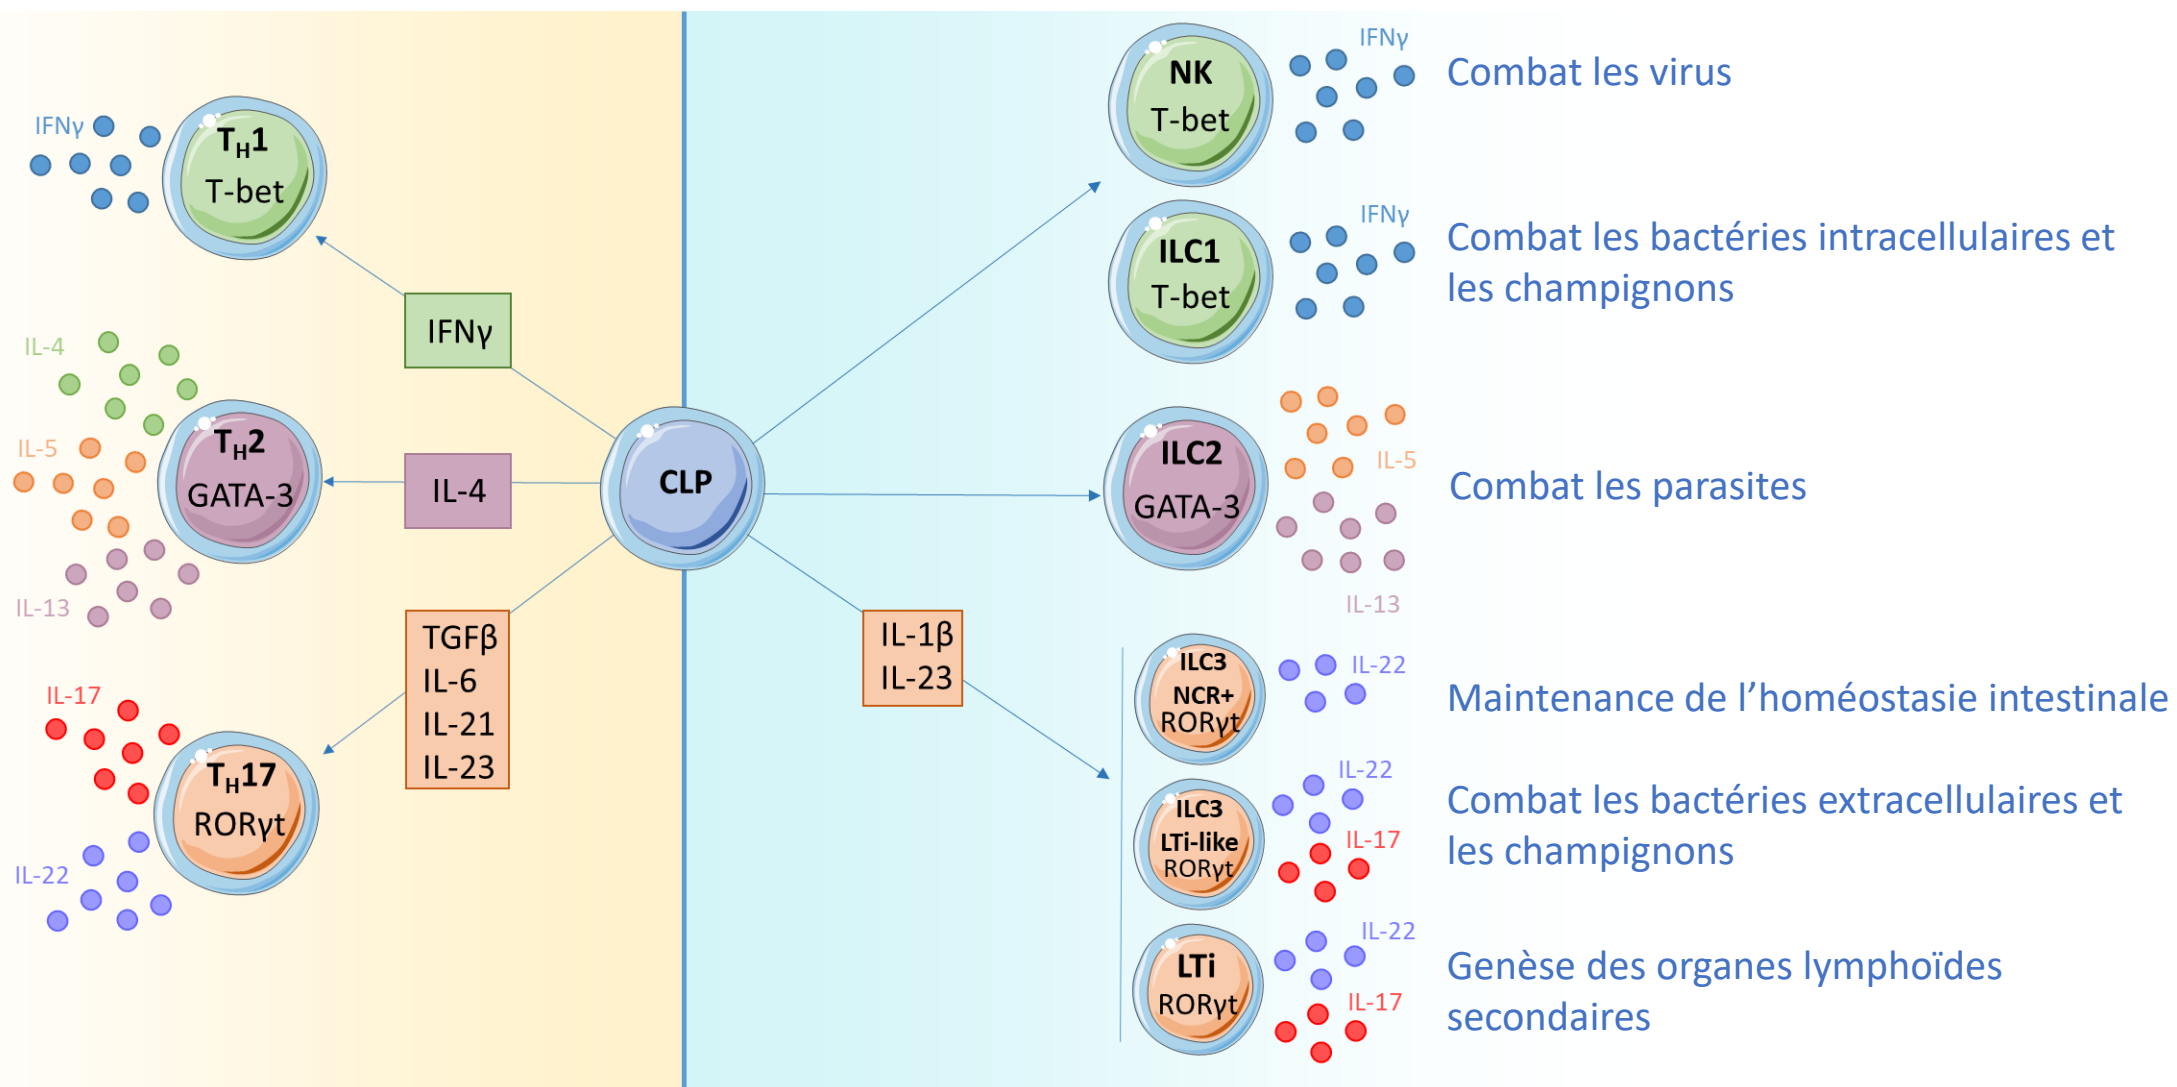 IFNγ
TH1
T-bet
IFNγ
IL-4
IL-5
IL-13
TH2
GATA-3
IL-4
IL-17
IL-22
TH17
RORγt
TGFβ
IL-6
IL-21
IL-23
CLP
IL-1β
IL-23
NK
T-bet
IFNγ
Combat les virus
ILC1
T-bet
IFNγ
Combat les bactéries intracellulaires et
les champignons
ILC2
GATA-3
IL-5
IL-13
Combat les parasites
ILC3
NCR+
RORγt
IL-22
Maintenance de l’homéostasie intestinale
ILC3
LTi-like
RORγt
IL-22
IL-17
Combat les bactéries extracellulaires et
les champignons
LTi
RORγt
IL-22
IL-17
Genèse des organes lymphoïdes
secondaires